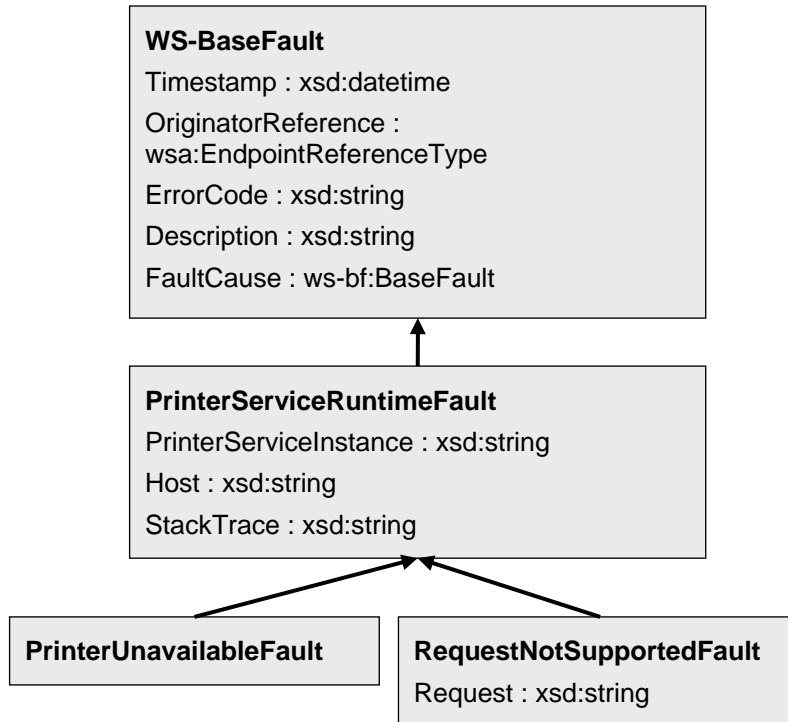 WS-BaseFault
Timestamp : xsd:datetime
OriginatorReference :
wsa:EndpointReferenceType
ErrorCode : xsd:string
Description : xsd:string
FaultCause : ws-bf:BaseFault
PrinterServiceRuntimeFault
PrinterServiceInstance : xsd:string
Host : xsd:string
StackTrace : xsd:string
PrinterUnavailableFault
RequestNotSupportedFault
Request : xsd:string